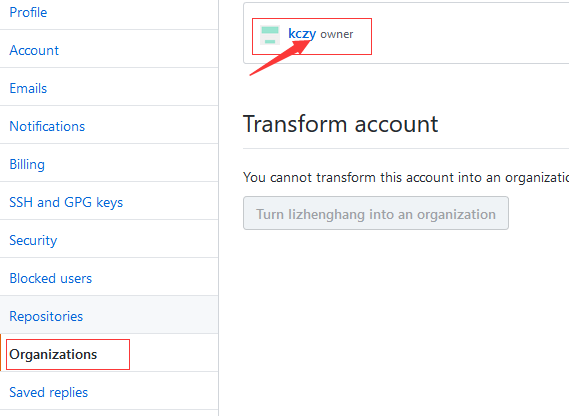 Profile
Account
Emails
Notifications
Billing
SSH and GPG keys
Security
Blocked users
Repositories
Organizations
Saved replies
kczy owner
Transform account
You cannot transform this account into an organizatio
Turn lizhenghang into an organization